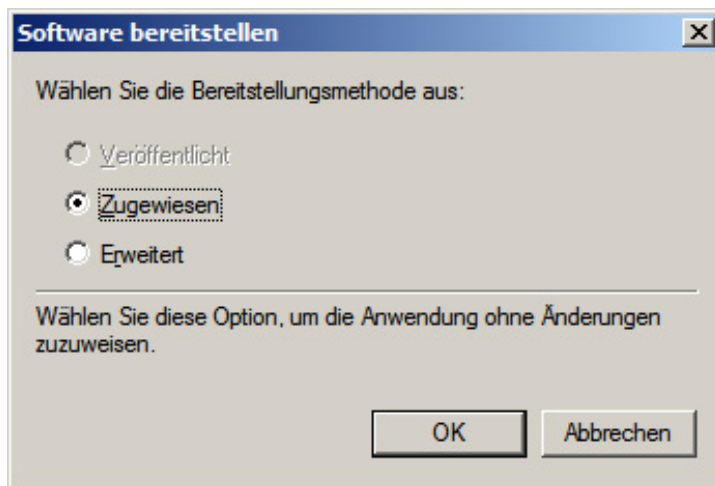 Software bereitstellen
Wählen Sie die Bereitstellungsmethode aus:
Veröffentlicht
Zugewiesen
Erweitert
Wählen Sie diese Option, um die Anwendung ohne Änderungen
zuzuweisen.
OK
Abbrechen